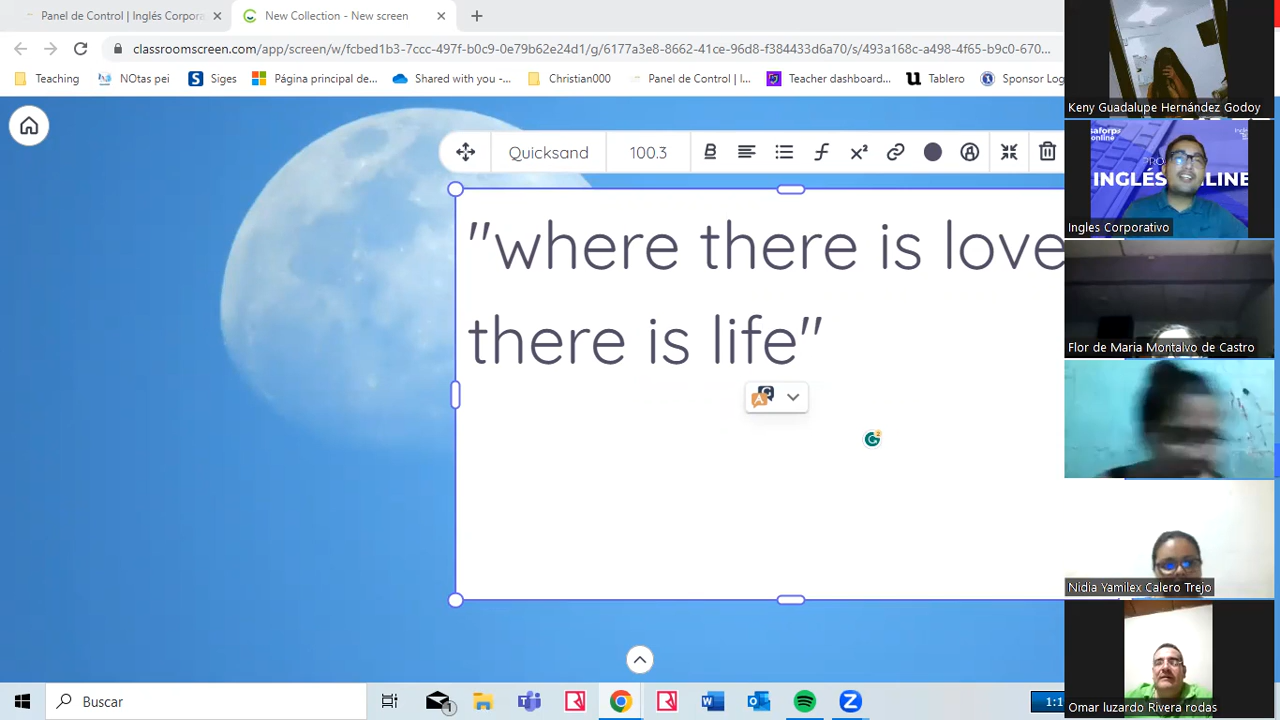 Panel de Control | Inglés Corpora
New Collection - New screen
classroomscreen.com/app/screen/w/fcbed1b3-7ccc-497f-b0c9-0e79b62e24d1/g/6177a3e8-8662-41ce-96d8-f384433d6a70/s/493a168c-a498-4f65-b9c0-670...
Teaching
NOtas pei
Siges
Página principal de...
Shared with you -...
Christian000
Panel de Control | I...
Teacher dashboard...
Tablero
Sponsor Log
Quicksand
100.3
"where there is love
there is life"
Keny Guadalupe Hernández Godoy
INGLÉS
LINE
Ingles Corporativo
Flor de Maria Montalvo de Castro
Nidia Yamilex Calero Trejo
Omar luzardo Rivera rodas
Buscar
1:1